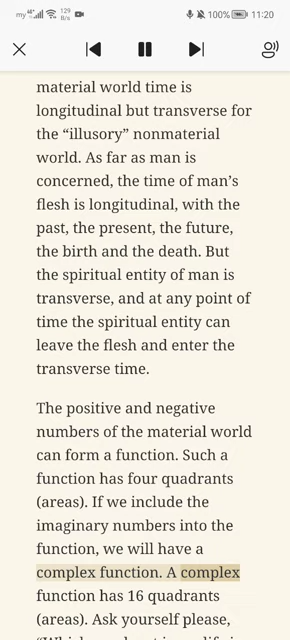 my 4G 129 B/s 100% 11:20
material world time is
longitudinal but transverse for
the “illusory” nonmaterial
world. As far as man is
concerned, the time of man’s
flesh is longitudinal, with the
past, the present, the future,
the birth and the death. But
the spiritual entity of man is
transverse, and at any point of
time the spiritual entity can
leave the flesh and enter the
transverse time.
The positive and negative
numbers of the material world
can form a function. Such a
function has four quadrants
(areas). If we include the
imaginary numbers into the
function, we will have a
complex function. A complex
function has 16 quadrants
(areas). Ask yourself please,